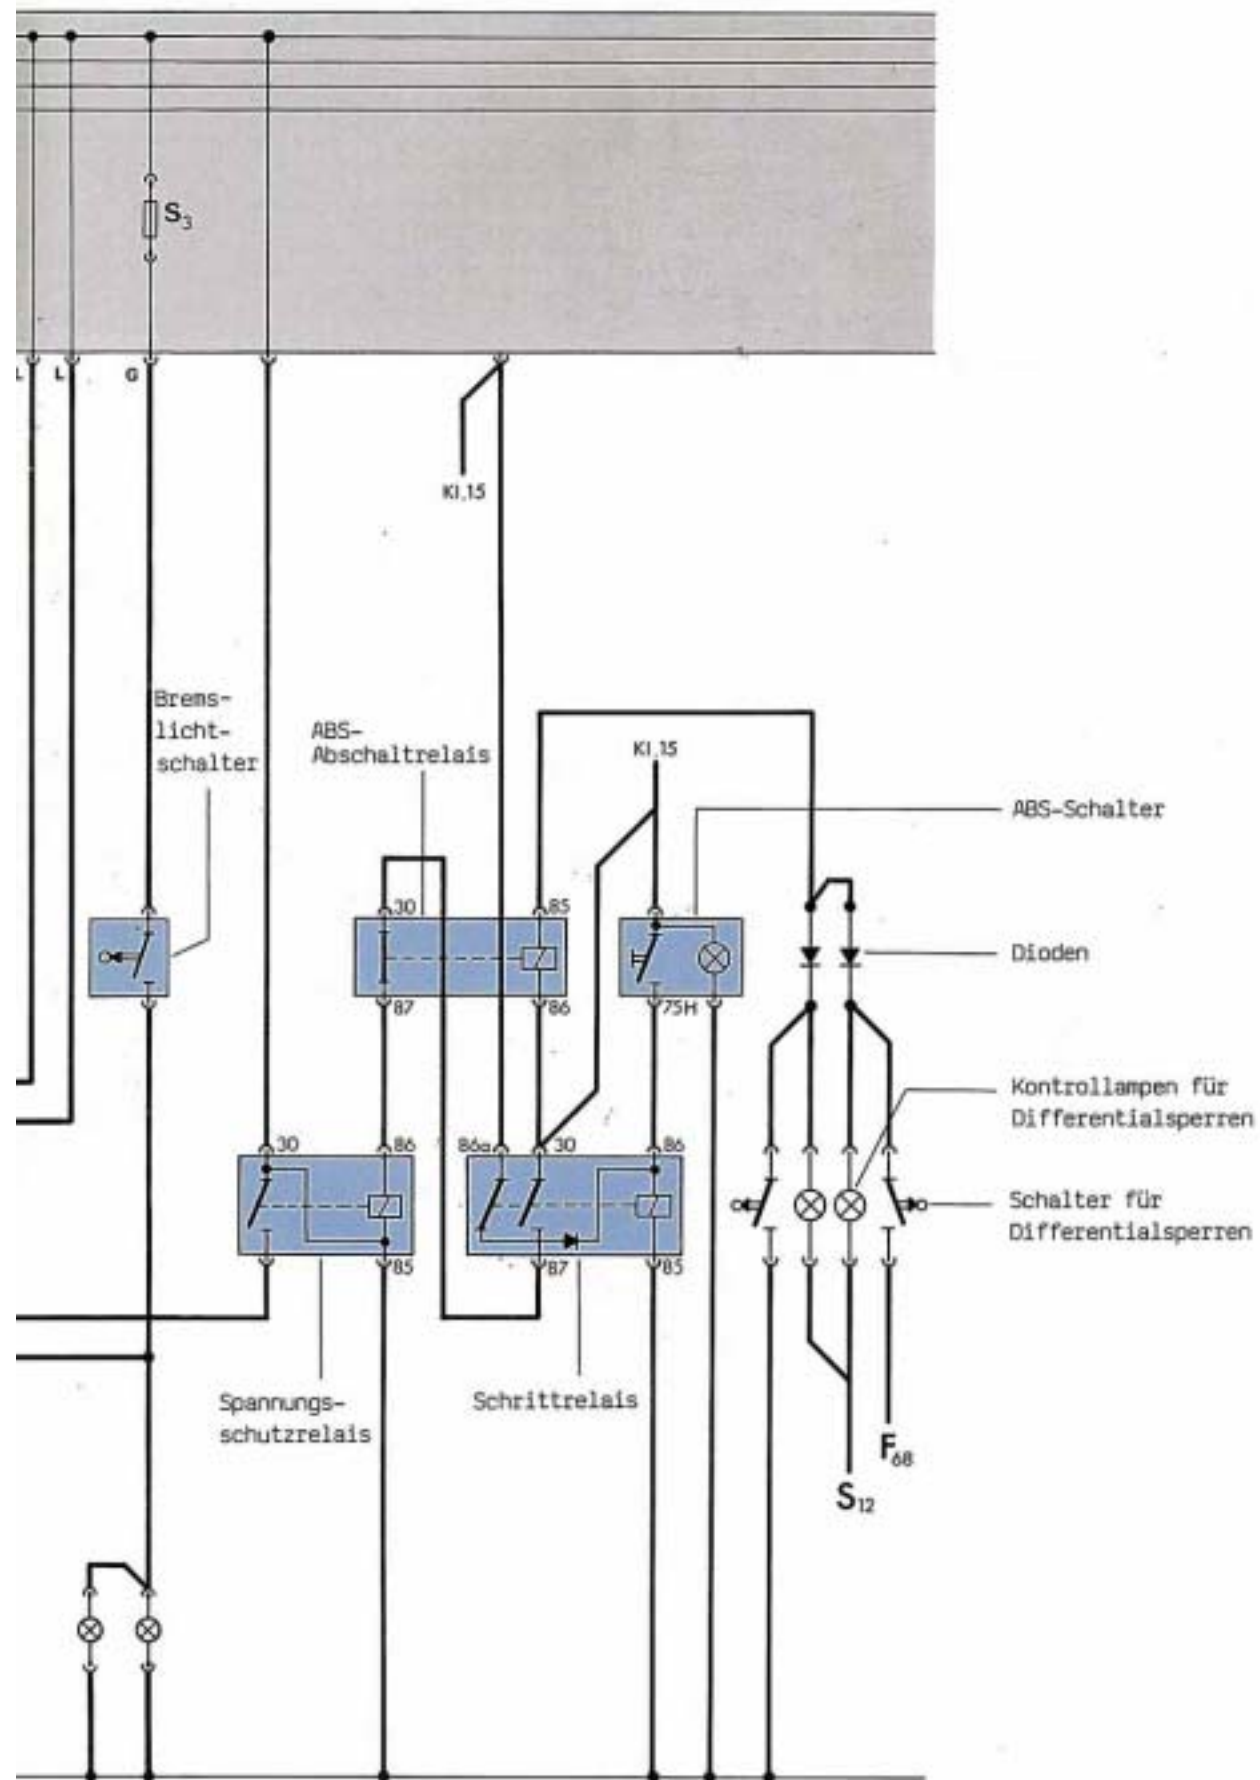 S3
L L G
Kl.15
Brems-
licht-
schalter
ABS-
Abschaltrelais
Kl.15
ABS-Schalter
30 85
Dioden
87 86 75H
Kontrollampen für
Differentialsperren
30 86 86a 30 86
Schalter für
Differentialsperren
85 87 85
Spannungs-
schutzrelais
Schrittrelais
F68
S12